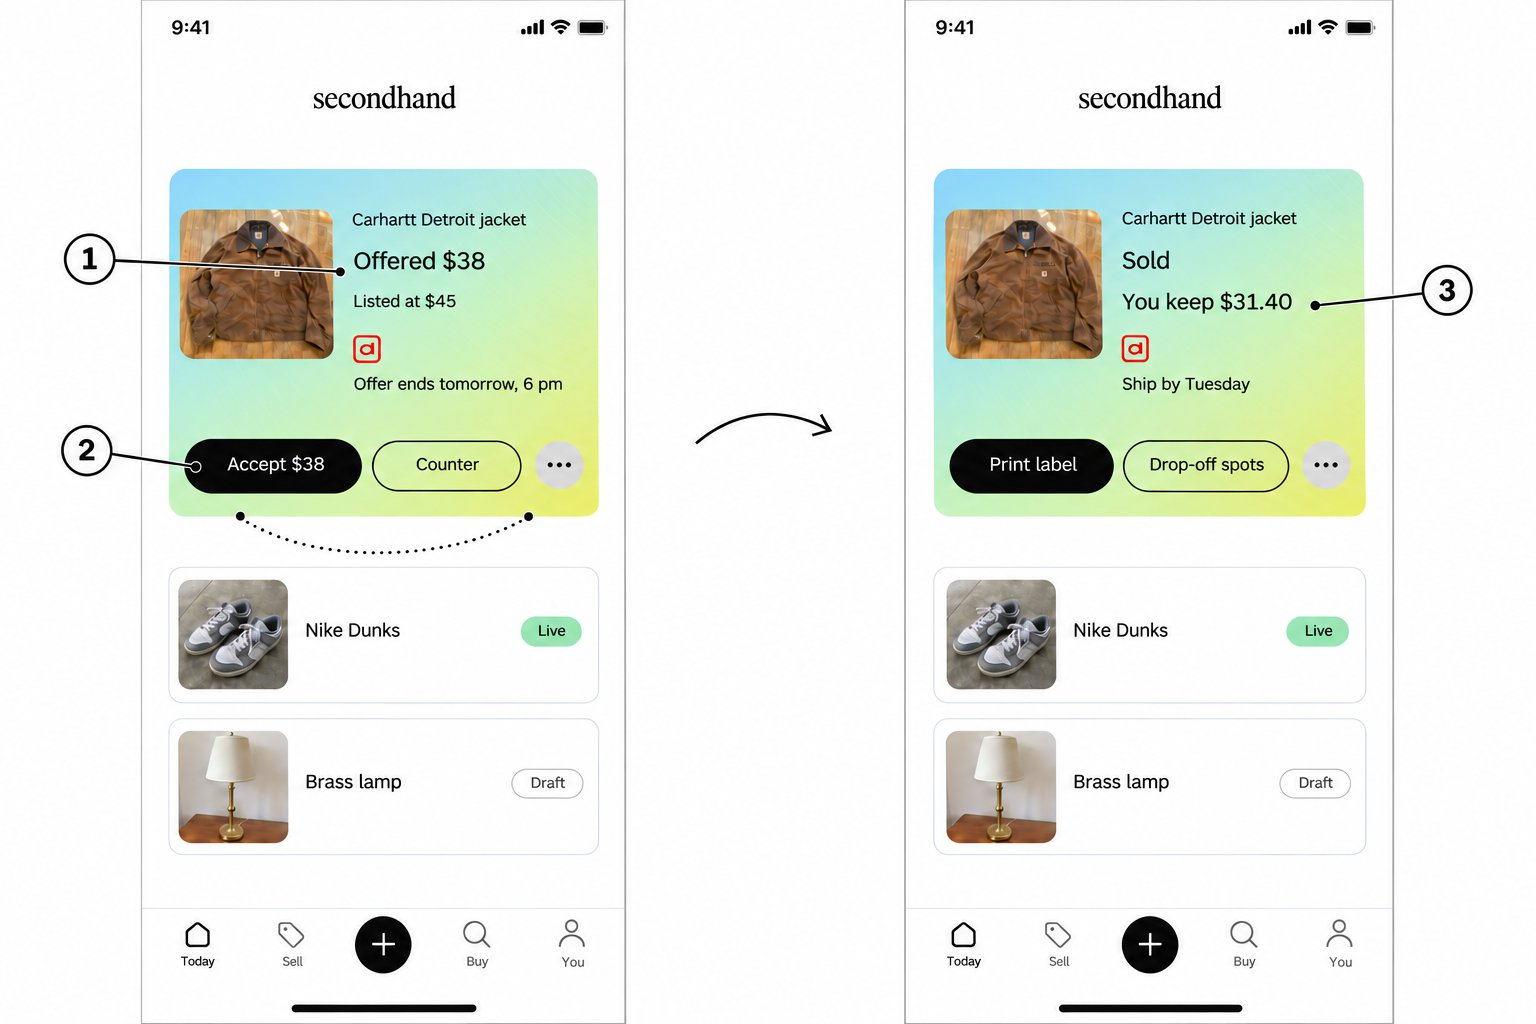 9:41
secondhand
1
Carhartt Detroit jacket
Offered $38
Listed at $45
a
Offer ends tomorrow, 6 pm
2
Accept $38
Counter
Nike Dunks
Live
Brass lamp
Draft
Today
Sell
Buy
You
9:41
secondhand
Carhartt Detroit jacket
Sold
You keep $31.40
3
a
Ship by Tuesday
Print label
Drop-off spots
Nike Dunks
Live
Brass lamp
Draft
Today
Sell
Buy
You